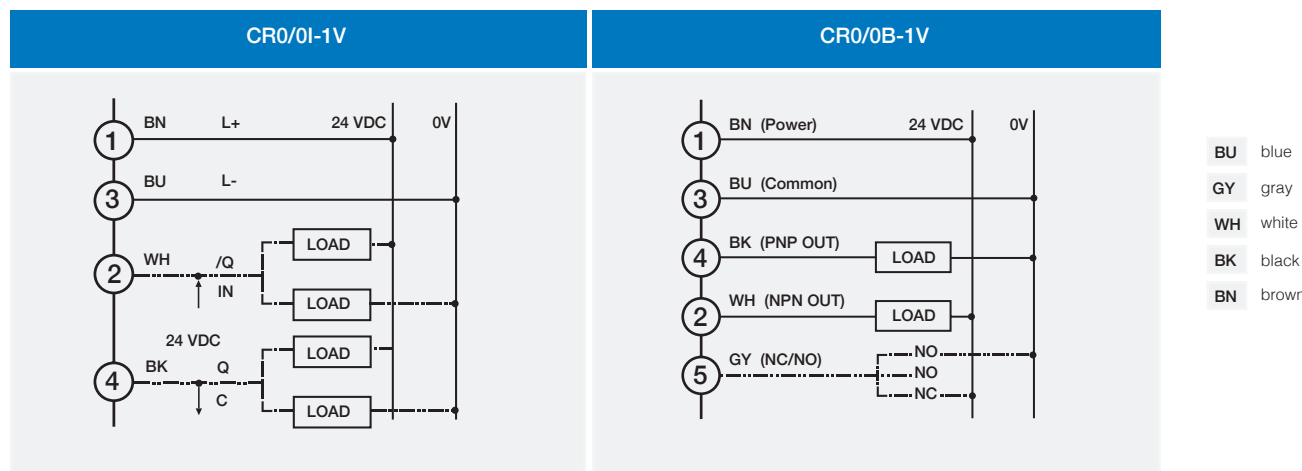 CR0/0I-1V
1 BN L+ 24 VDC 0V
3 BU L-
LOAD
2 WH /Q
IN
LOAD
24 VDC
LOAD
4 BK Q
C
LOAD
CR0/0B-1V
1 BN (Power) 24 VDC 0V
3 BU (Common)
4 BK (PNP OUT) LOAD
2 WH (NPN OUT) LOAD
5 GY (NC/NO) NO
NO
NC
BU blue
GY gray
WH white
BK black
BN brown